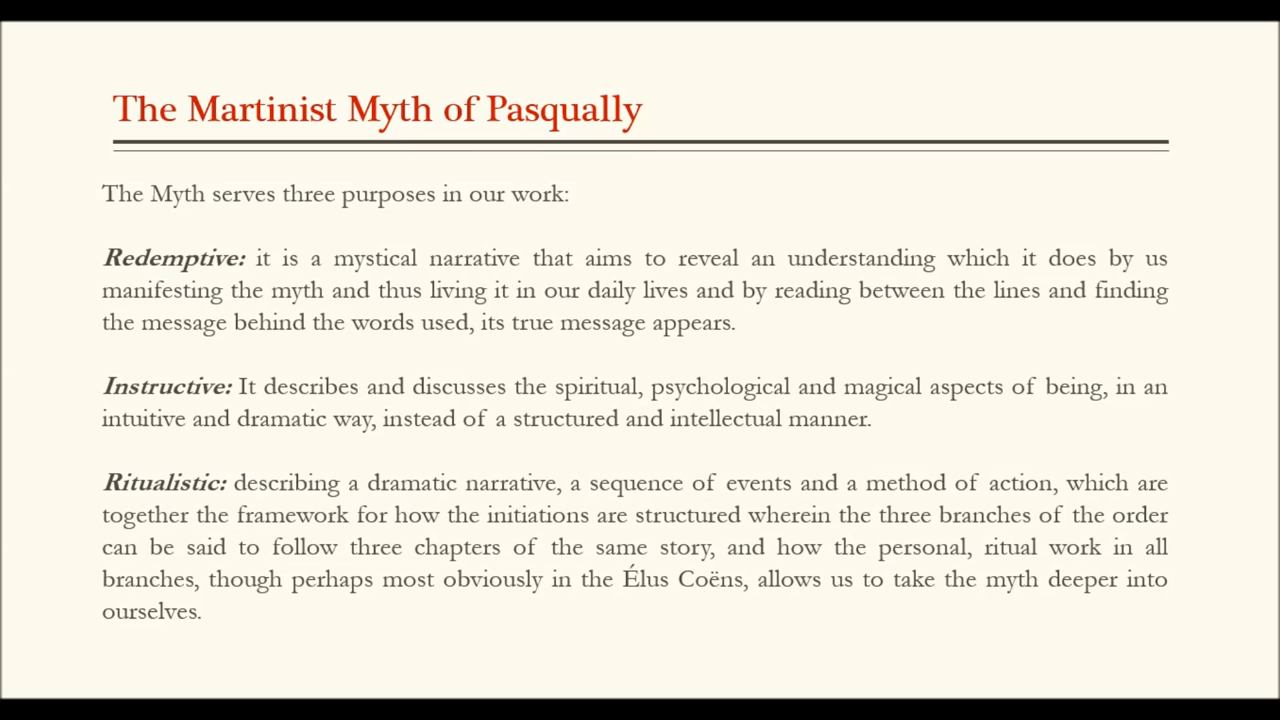 The Martinist Myth of Pasqually
The Myth serves three purposes in our work:
Redemptive: it is a mystical narrative that aims to reveal an understanding which it does by us
manifesting the myth and thus living it in our daily lives and by reading between the lines and finding
the message behind the words used, its true message appears.
Instructive: It describes and discusses the spiritual, psychological and magical aspects of being, in an
intuitive and dramatic way, instead of a structured and intellectual manner.
Ritualistic: describing a dramatic narrative, a sequence of events and a method of action, which are
together the framework for how the initiations are structured wherein the three branches of the order
can be said to follow three chapters of the same story, and how the personal, ritual work in all
branches, though perhaps most obviously in the Élus Coëns, allows us to take the myth deeper into
ourselves.